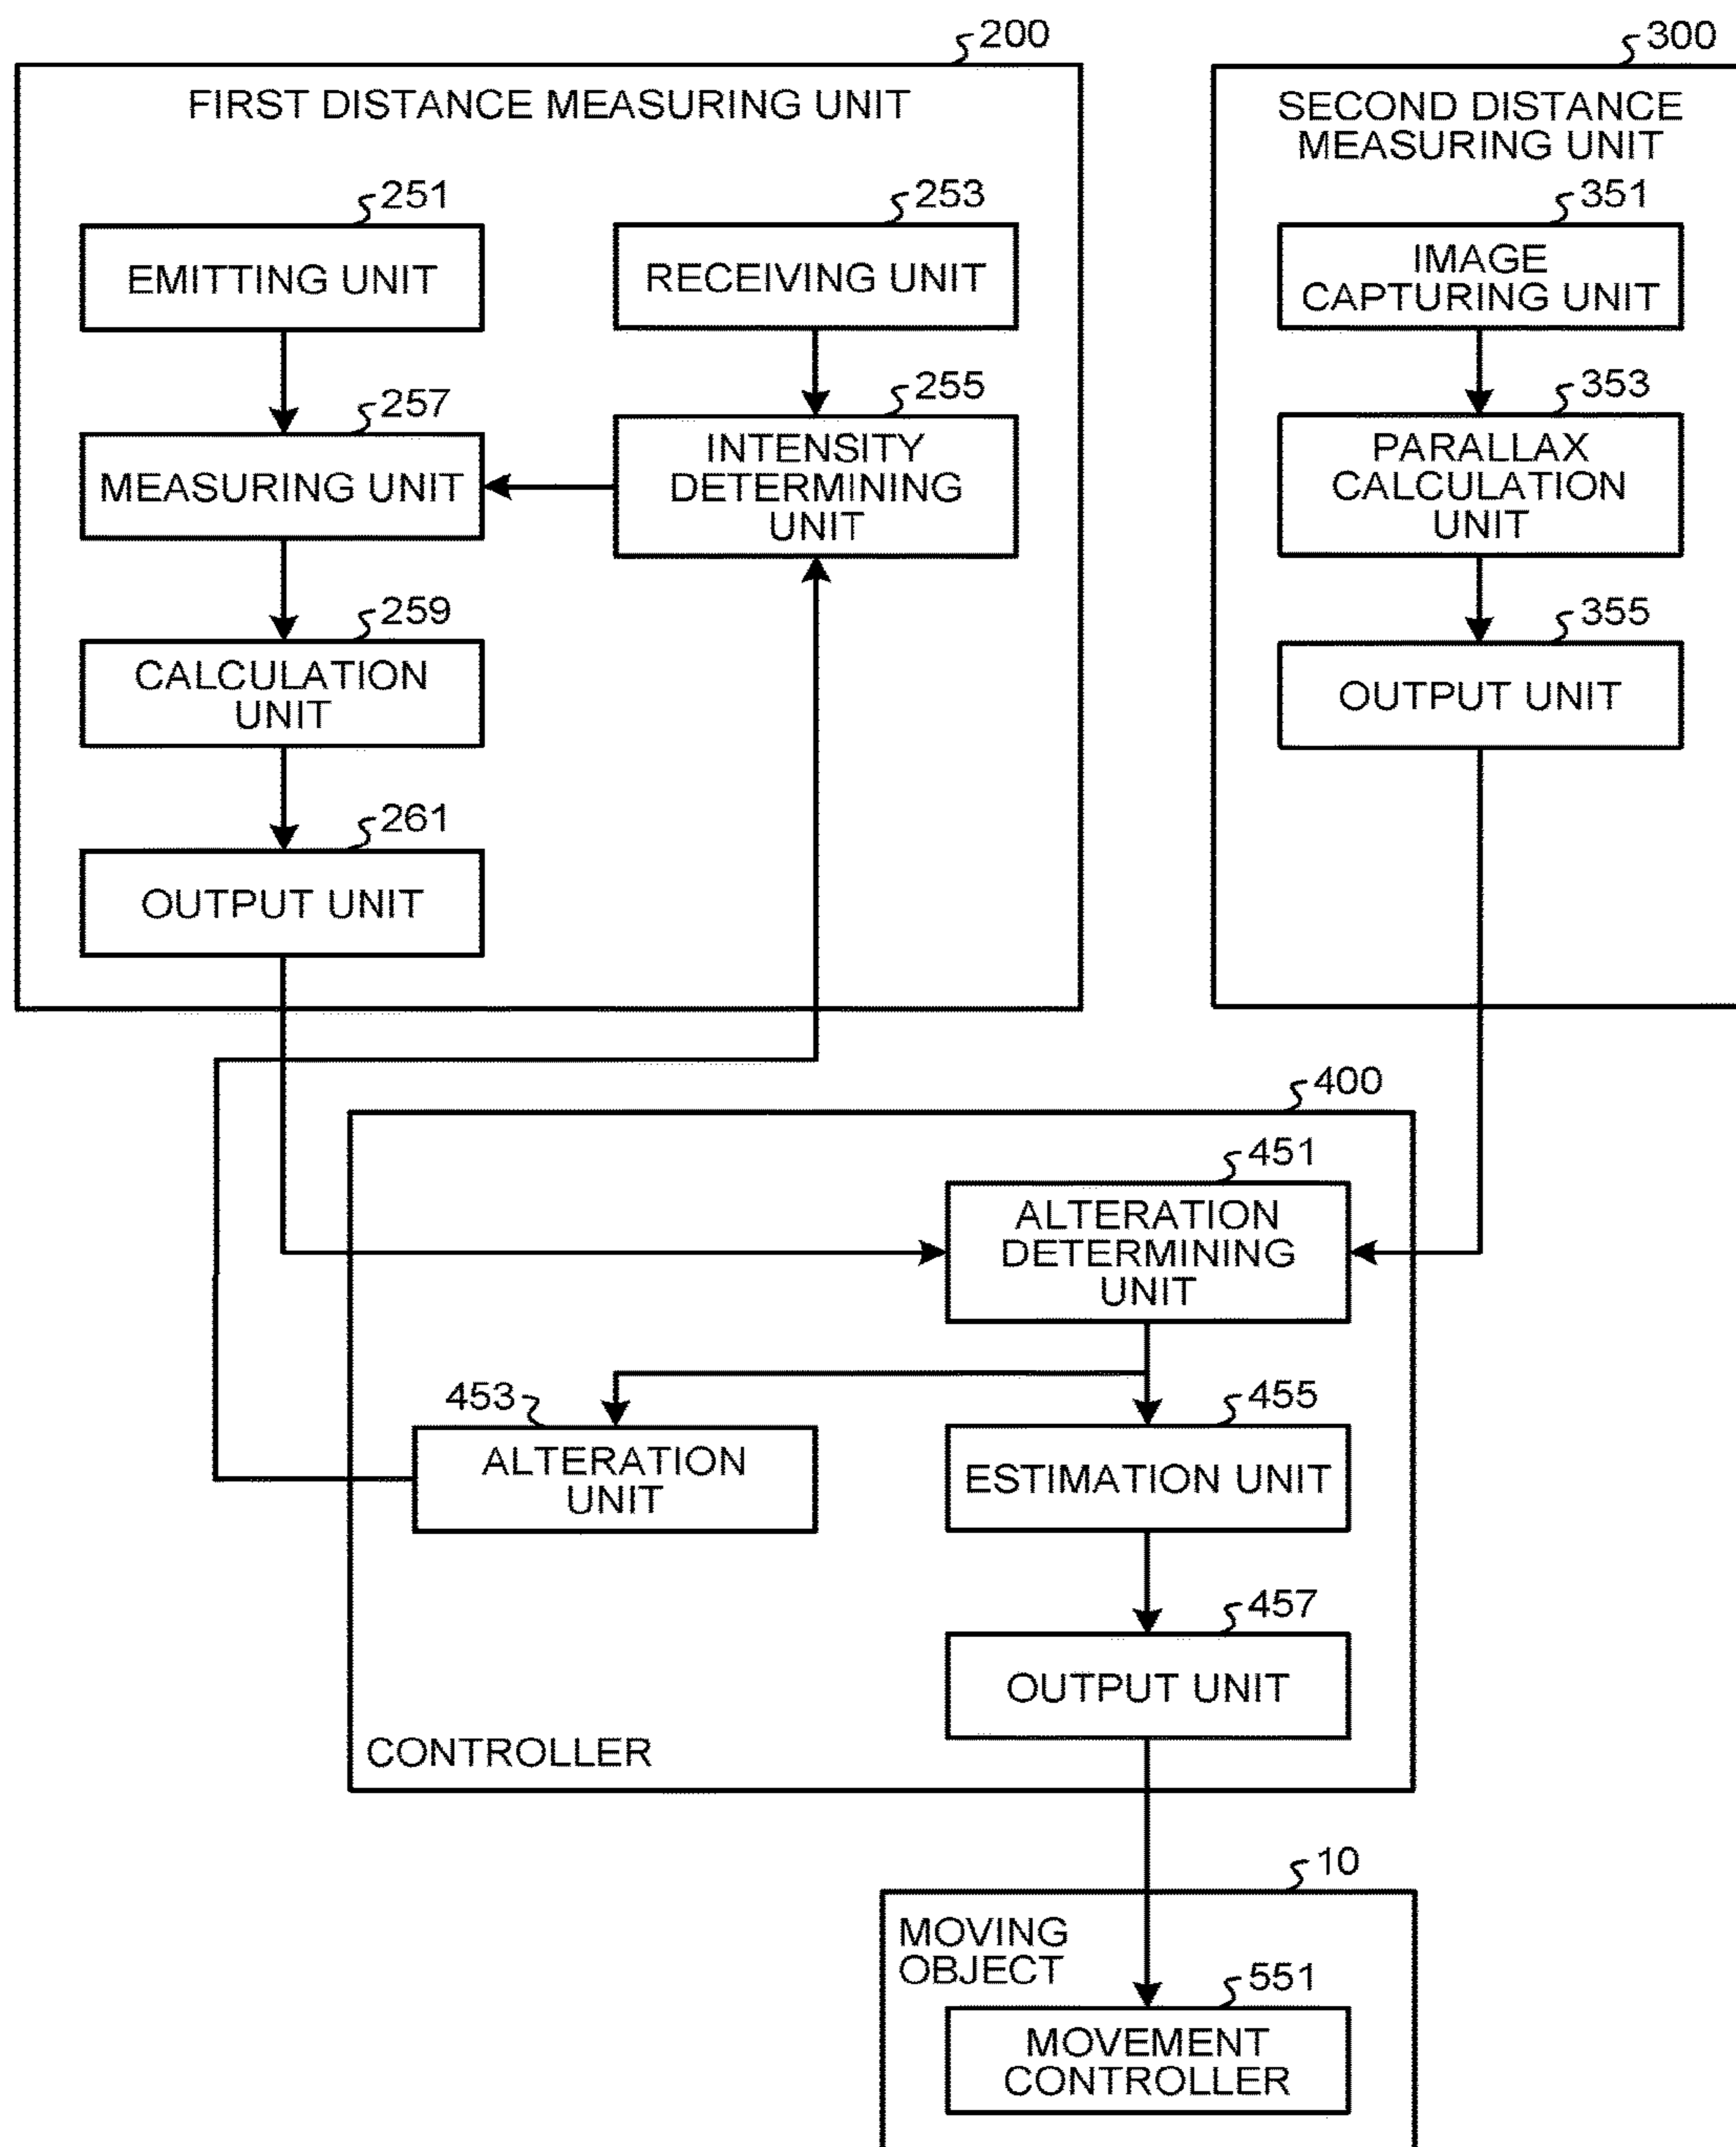 200
FIRST DISTANCE MEASURING UNIT
251
EMITTING UNIT
253
RECEIVING UNIT
257
MEASURING UNIT
255
INTENSITY
DETERMINING
UNIT
259
CALCULATION
UNIT
261
OUTPUT UNIT
300
SECOND DISTANCE
MEASURING UNIT
351
IMAGE
CAPTURING UNIT
353
PARALLAX
CALCULATION
UNIT
355
OUTPUT UNIT
400
451
ALTERATION
DETERMINING
UNIT
453
ALTERATION
UNIT
455
ESTIMATION UNIT
457
OUTPUT UNIT
CONTROLLER
10
MOVING
OBJECT
551
MOVEMENT
CONTROLLER